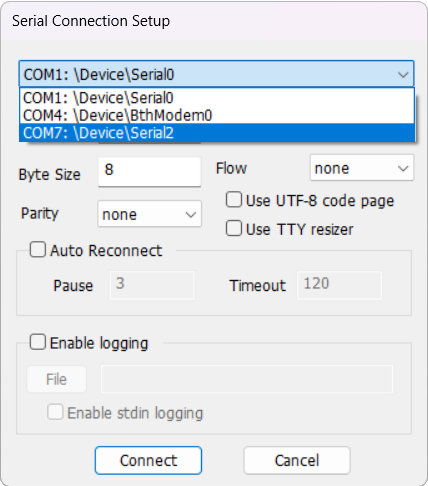 Serial Connection Setup
COM1: \Device\Serial0
COM1: \Device\Serial0
COM4: \Device\BthModem0
COM7: \Device\Serial2
Byte Size 8 Flow none
Use UTF-8 code page
Parity none
Use TTY resizer
Auto Reconnect
Pause 3 Timeout 120
Enable logging
File
Enable stdin logging
Connect Cancel